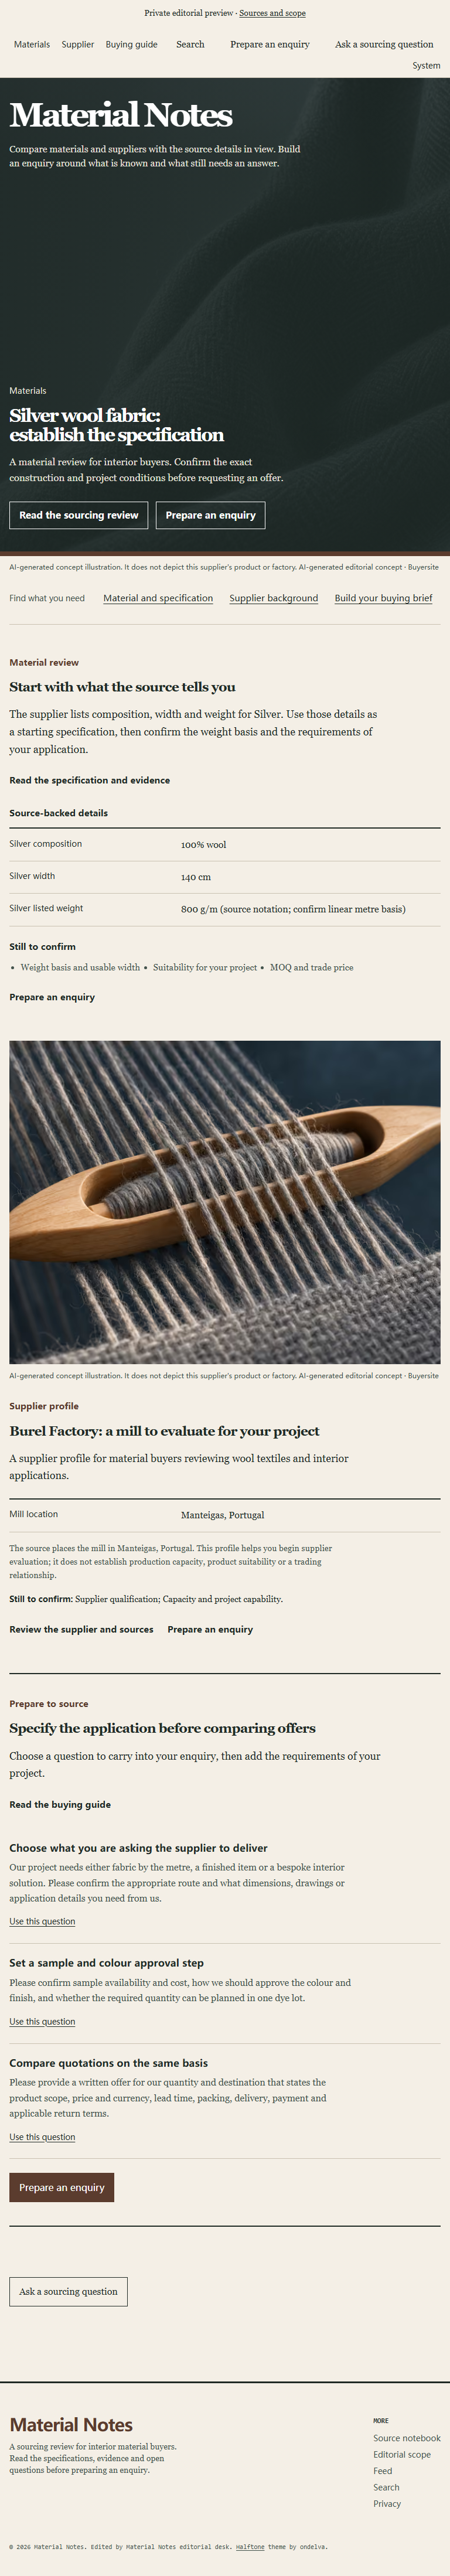 Private editorial preview · Sources and scope
Materials Supplier Buying guide Search Prepare an enquiry Ask a sourcing question
System
Material Notes
Compare materials and suppliers with the source details in view. Build
an enquiry around what is known and what still needs an answer.
Materials
Silver wool fabric:
establish the specification
A material review for interior buyers. Confirm the exact
construction and project conditions before requesting an offer.
Read the sourcing review Prepare an enquiry
AI-generated concept illustration. It does not depict this supplier's product or factory. AI-generated editorial concept · Buyersite
Find what you need Material and specification Supplier background Build your buying brief
Material review
Start with what the source tells you
The supplier lists composition, width and weight for Silver. Use those details as
a starting specification, then confirm the weight basis and the requirements of
your application.
Read the specification and evidence
Source-backed details
Silver composition 100% wool
Silver width 140 cm
Silver listed weight 800 g/m (source notation; confirm linear metre basis)
Still to confirm
• Weight basis and usable width • Suitability for your project • MOQ and trade price
Prepare an enquiry
AI-generated concept illustration. It does not depict this supplier's product or factory. AI-generated editorial concept · Buyersite
Supplier profile
Burel Factory: a mill to evaluate for your project
A supplier profile for material buyers reviewing wool textiles and interior
applications.
Mill location Manteigas, Portugal
The source places the mill in Manteigas, Portugal. This profile helps you begin supplier
evaluation; it does not establish production capacity, product suitability or a trading
relationship.
Still to confirm: Supplier qualification; Capacity and project capability.
Review the supplier and sources Prepare an enquiry
Prepare to source
Specify the application before comparing offers
Choose a question to carry into your enquiry, then add the requirements of your
project.
Read the buying guide
Choose what you are asking the supplier to deliver
Our project needs either fabric by the metre, a finished item or a bespoke interior
solution. Please confirm the appropriate route and what dimensions, drawings or
application details you need from us.
Use this question
Set a sample and colour approval step
Please confirm sample availability and cost, how we should approve the colour and
finish, and whether the required quantity can be planned in one dye lot.
Use this question
Compare quotations on the same basis
Please provide a written offer for our quantity and destination that states the
product scope, price and currency, lead time, packing, delivery, payment and
applicable return terms.
Use this question
Prepare an enquiry
Ask a sourcing question
Material Notes
A sourcing review for interior material buyers.
Read the specifications, evidence and open
questions before preparing an enquiry.
MORE
Source notebook
Editorial scope
Feed
Search
Privacy
© 2026 Material Notes. Edited by Material Notes editorial desk. Halftone theme by ondelva.